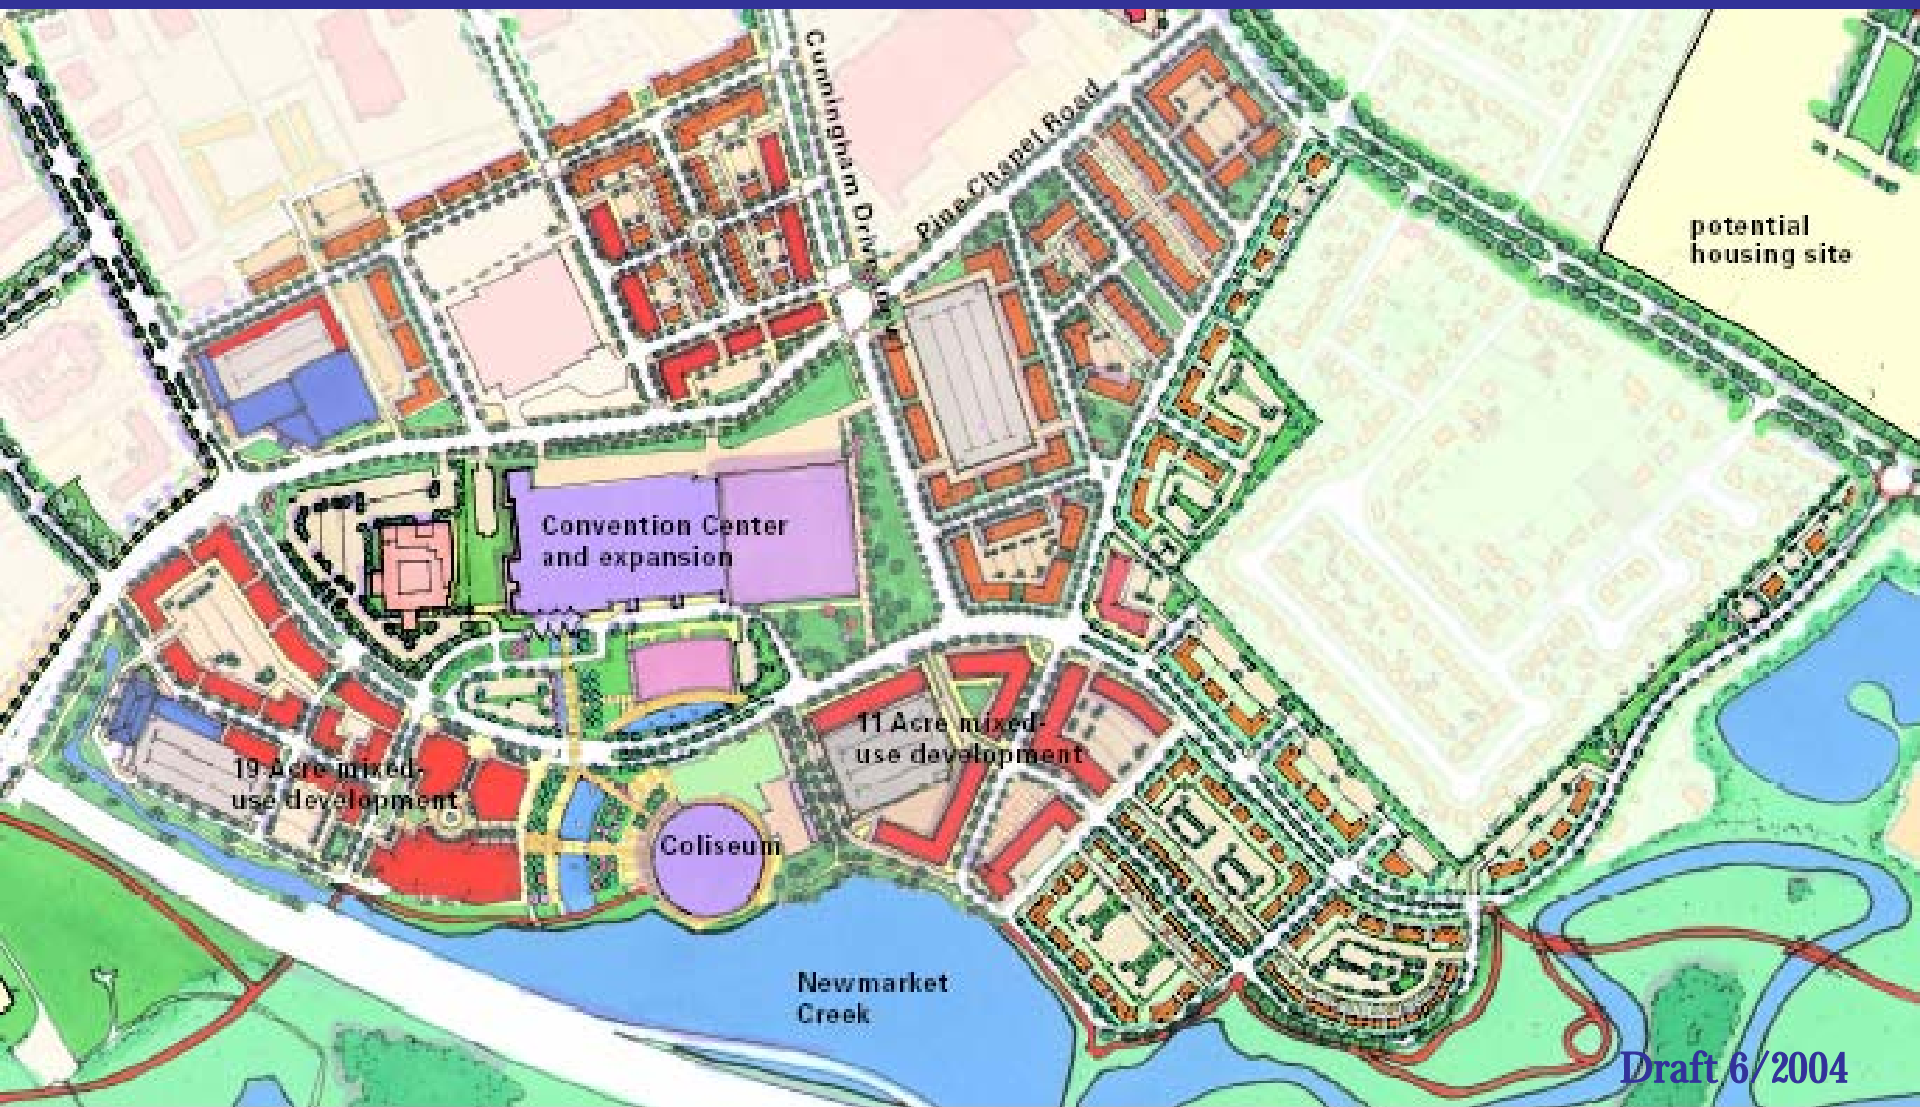 Cunningham Drive
Pine Chapel Road
potential
housing site
Convention Center
and expansion
11 Acre mixed-
use development
19 Acre mixed-
use development
Coliseum
Newmarket
Creek
Draft 6/2004